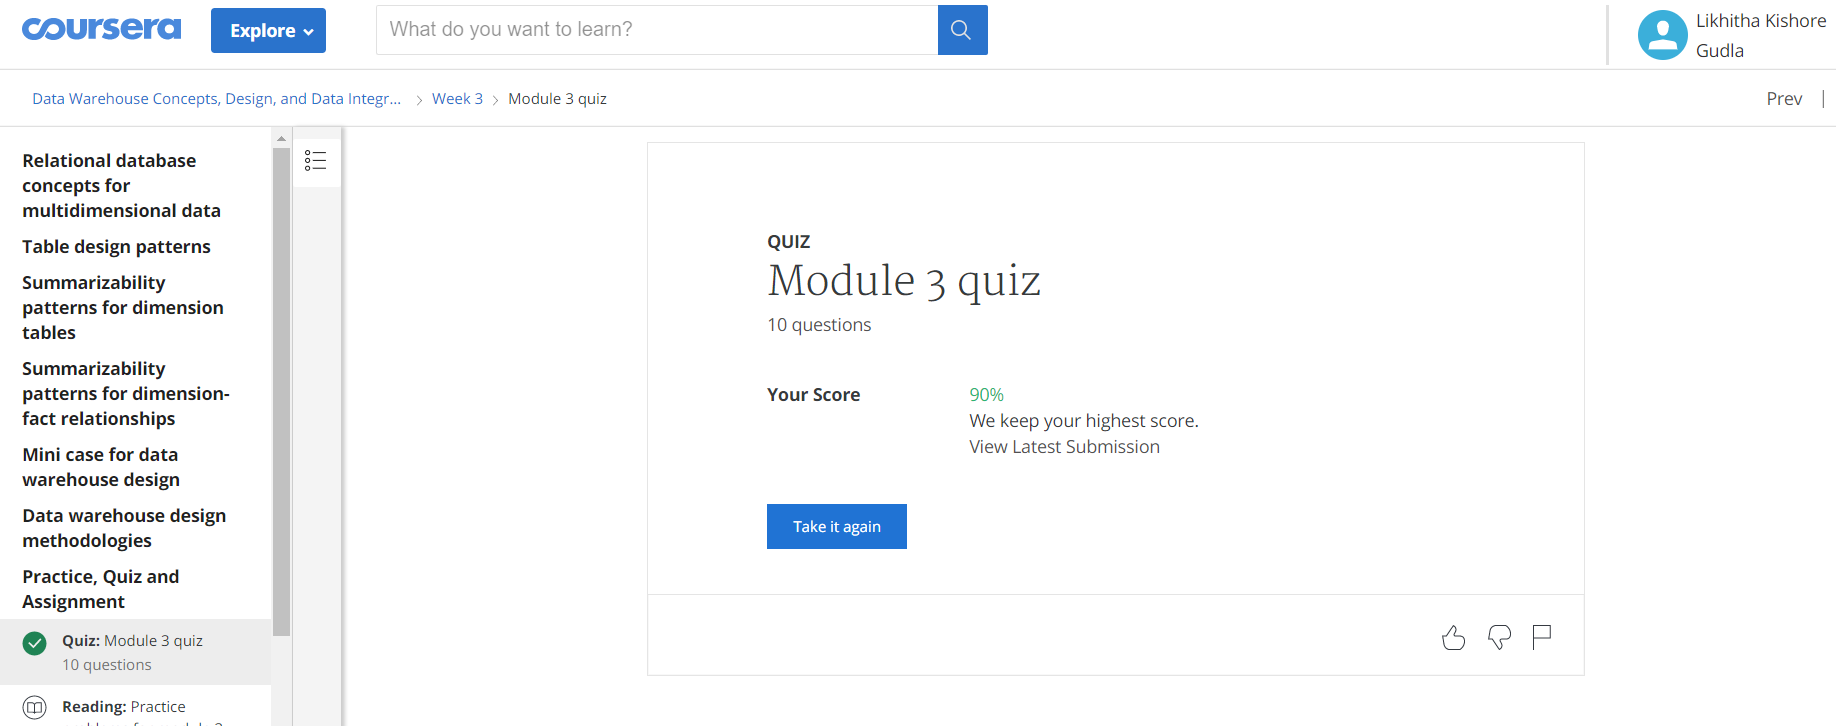 coursera
Explore
What do you want to learn?
Likhitha Kishore
Gudla
Data Warehouse Concepts, Design, and Data Integr... > Week 3 > Module 3 quiz
Prev |
Relational database
concepts for
multidimensional data
Table design patterns
Summarizability
patterns for dimension
tables
Summarizability
patterns for dimension-
fact relationships
Mini case for data
warehouse design
Data warehouse design
methodologies
Practice, Quiz and
Assignment
Quiz: Module 3 quiz
10 questions
Reading: Practice
QUIZ
Module 3 quiz
10 questions
Your Score
90%
We keep your highest score.
View Latest Submission
Take it again